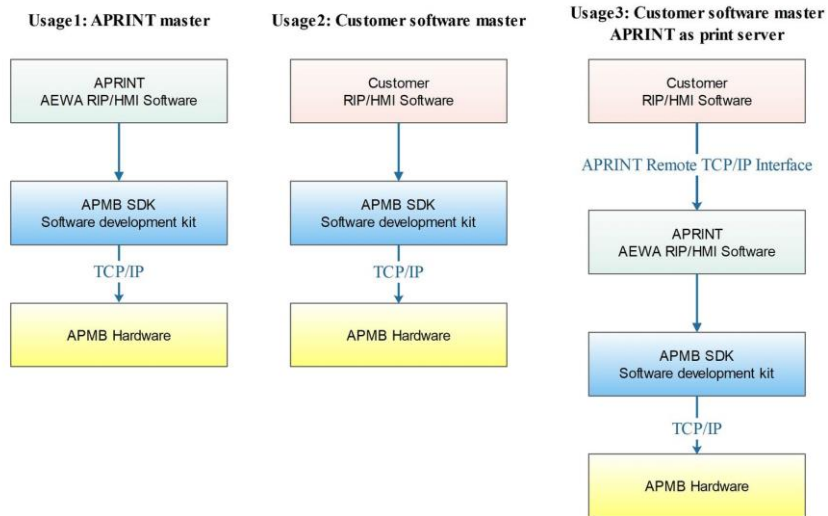 Usage1: APRINT master
APRINT
AEWA RIP/HMI Software
APMB SDK
Software development kit
TCP/IP
APMB Hardware
Usage2: Customer software master
Customer
RIP/HMI Software
APMB SDK
Software development kit
TCP/IP
APMB Hardware
Usage3: Customer software master
APRINT as print server
Customer
RIP/HMI Software
APRINT Remote TCP/IP Interface
APRINT
AEWA RIP/HMI Software
APMB SDK
Software development kit
TCP/IP
APMB Hardware